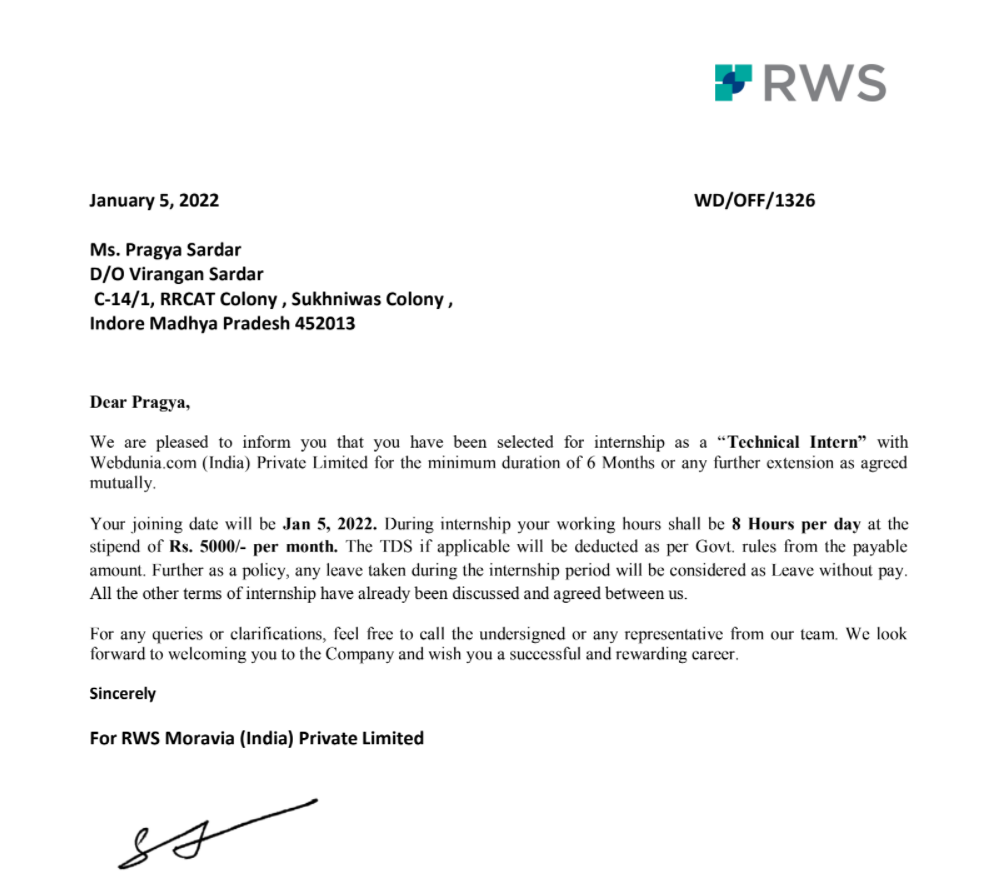 RWS
January 5, 2022 WD/OFF/1326
Ms. Pragya Sardar
D/O Virangan Sardar
C-14/1, RRCAT Colony , Sukhniwas Colony ,
Indore Madhya Pradesh 452013
Dear Pragya,
We are pleased to inform you that you have been selected for internship as a “Technical Intern” with
Webdunia.com (India) Private Limited for the minimum duration of 6 Months or any further extension as agreed
mutually.
Your joining date will be Jan 5, 2022. During internship your working hours shall be 8 Hours per day at the
stipend of Rs. 5000/- per month. The TDS if applicable will be deducted as per Govt. rules from the payable
amount. Further as a policy, any leave taken during the internship period will be considered as Leave without pay.
All the other terms of internship have already been discussed and agreed between us.
For any queries or clarifications, feel free to call the undersigned or any representative from our team. We look
forward to welcoming you to the Company and wish you a successful and rewarding career.
Sincerely
For RWS Moravia (India) Private Limited